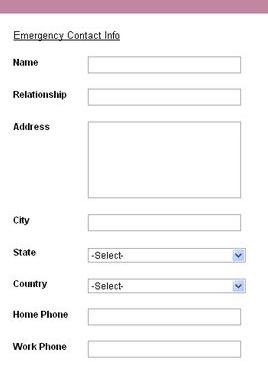 Emergency Contact Info
Name
Relationship
Address
City
State -Select-
Country -Select-
Home Phone
Work Phone